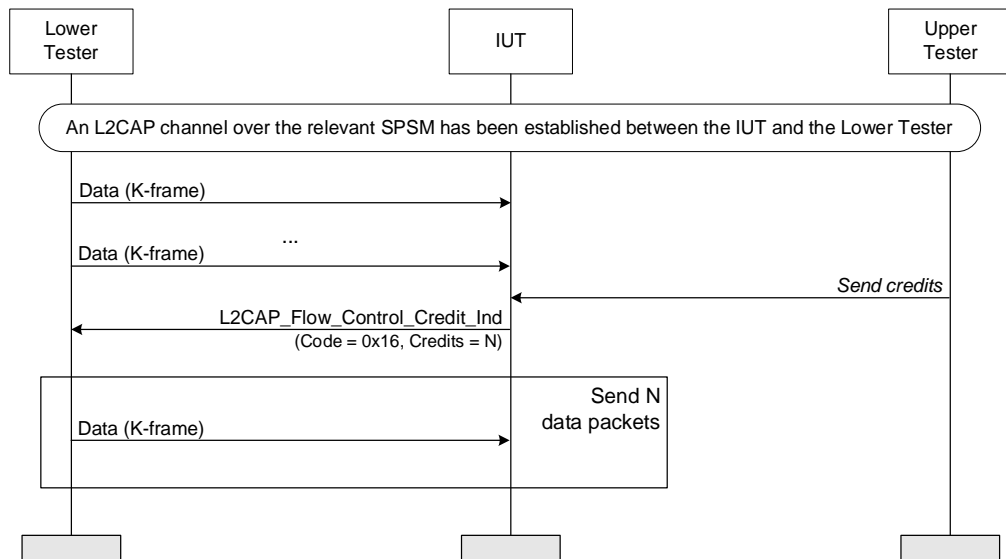 Lower
Tester
IUT
Upper
Tester
An L2CAP channel over the relevant SPSM has been established between the IUT and the Lower Tester
Data (K-frame)
...
Data (K-frame)
Send credits
L2CAP_Flow_Control_Credit_Ind
(Code = 0x16, Credits = N)
Send N
data packets
Data (K-frame)